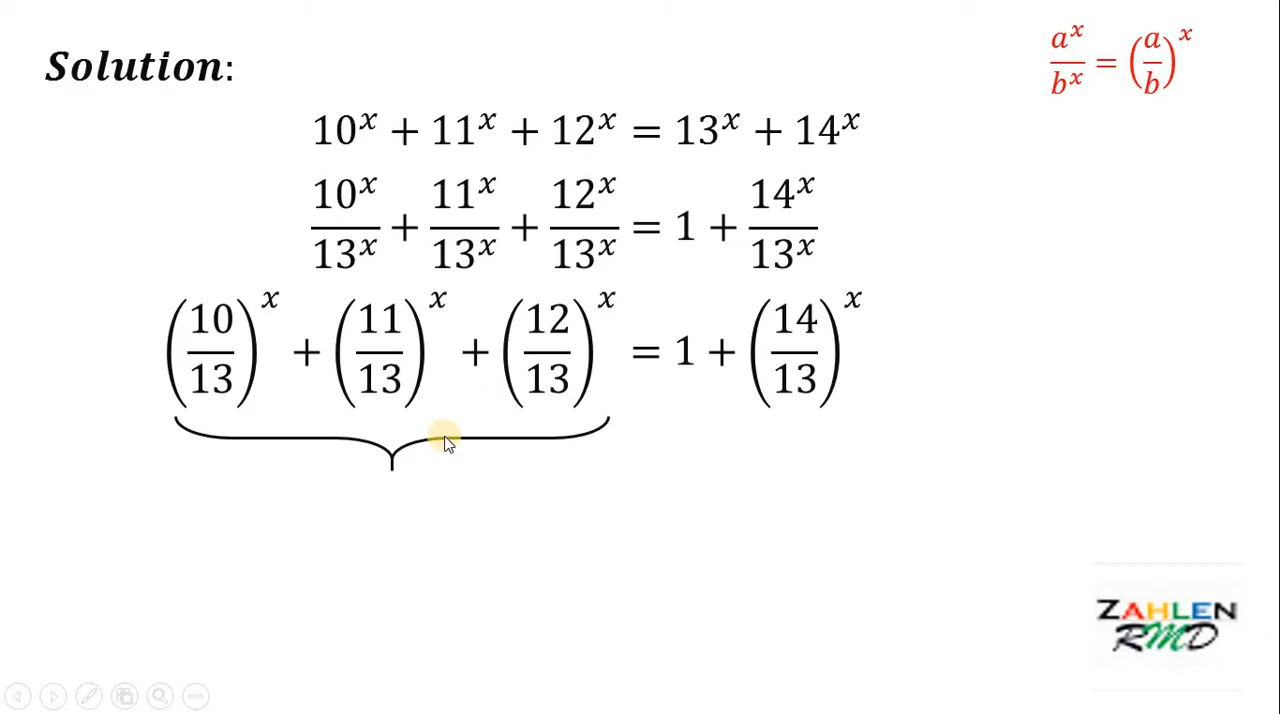 Solution:
a^x/b^x = (a/b)^x
10^x + 11^x + 12^x = 13^x + 14^x
10^x/13^x + 11^x/13^x + 12^x/13^x = 1 + 14^x/13^x
(10/13)^x + (11/13)^x + (12/13)^x = 1 + (14/13)^x
ZAHLEN
RMD